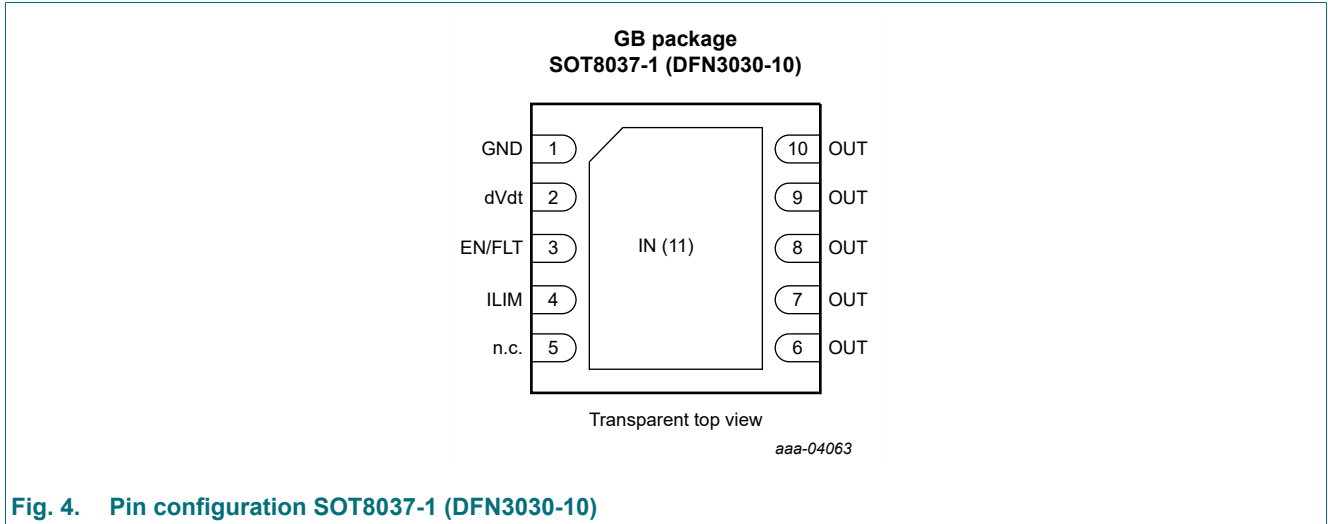 GB package
SOT8037-1 (DFN3030-10)
GND 1 10 OUT
dVdt 2 9 OUT
EN/FLT 3 IN (11) 8 OUT
ILIM 4 7 OUT
n.c. 5 6 OUT
Transparent top view
aaa-04063
Fig. 4. Pin configuration SOT8037-1 (DFN3030-10)